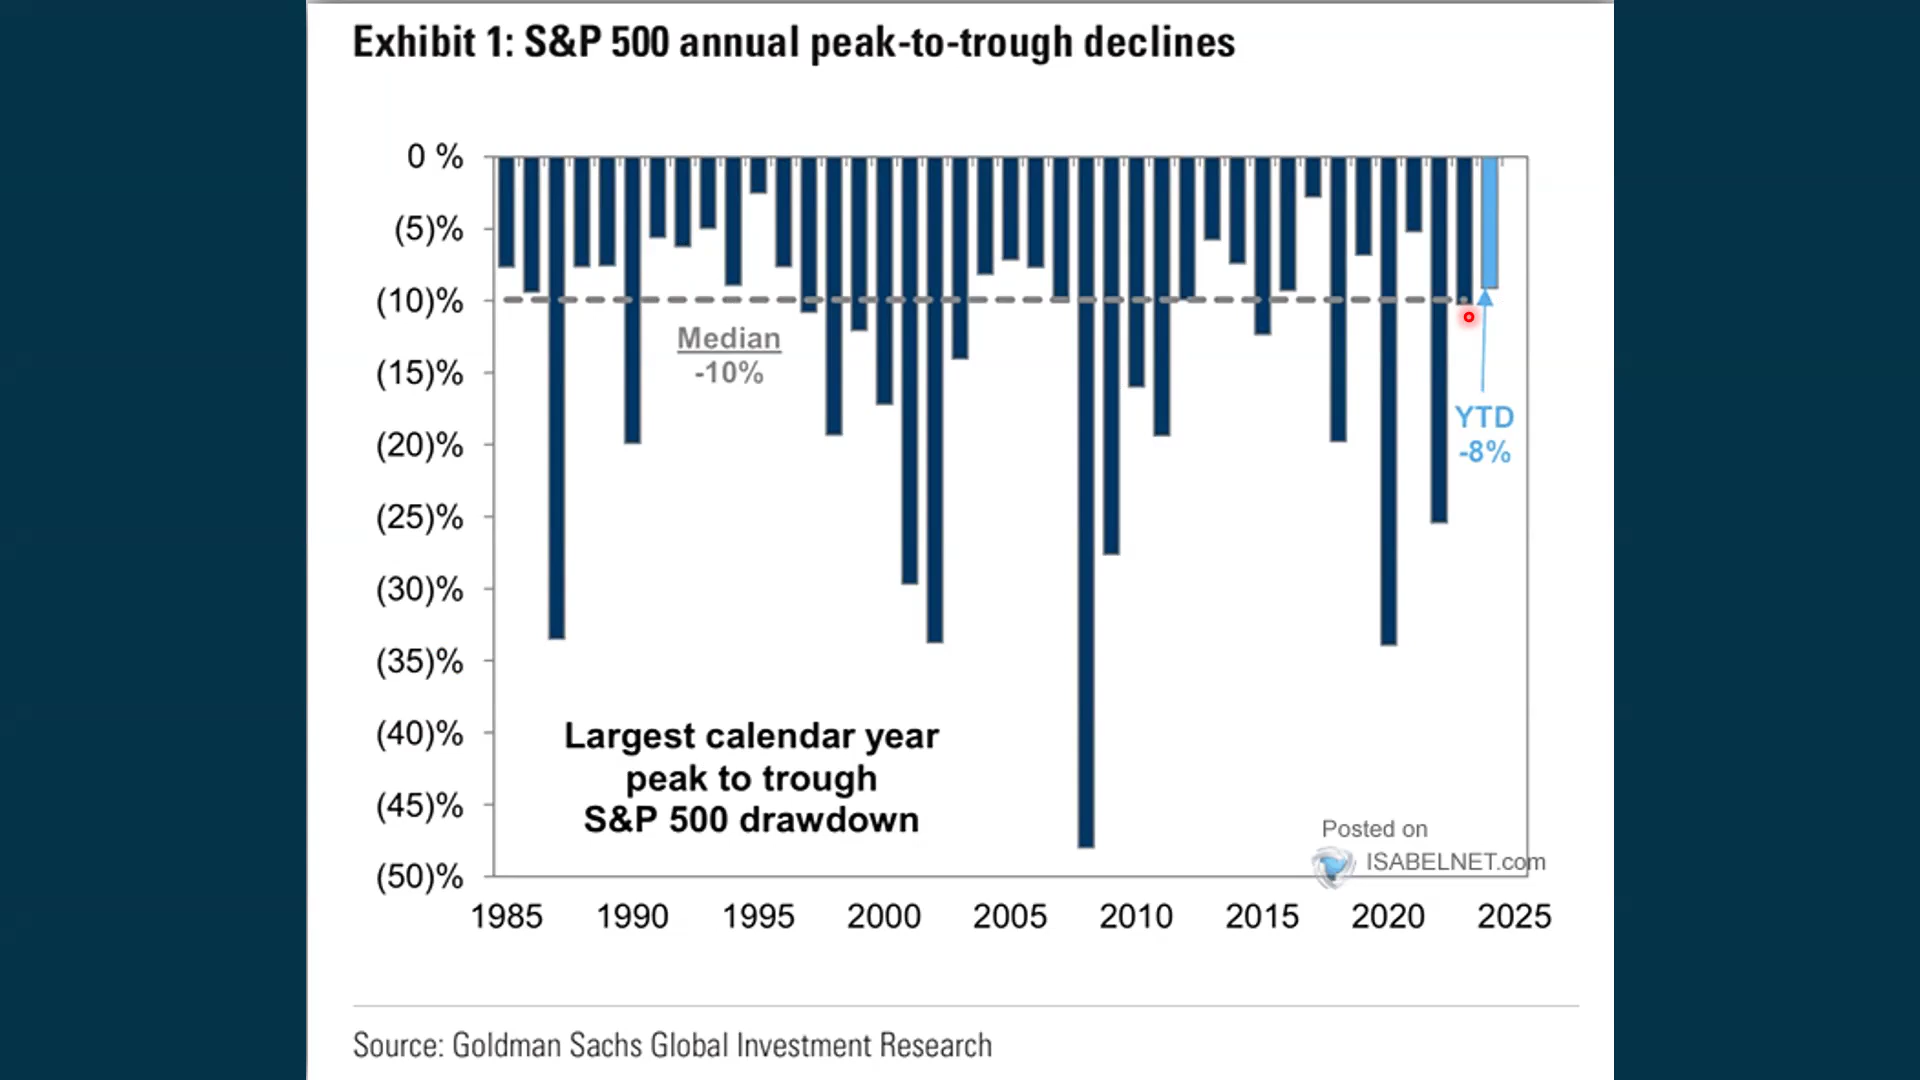 Exhibit 1: S&P 500 annual peak-to-trough declines
0 %
(5)%
(10)%
(15)%
(20)%
(25)%
(30)%
(35)%
(40)%
(45)%
(50)%
Median
-10%
YTD
-8%
Largest calendar year
peak to trough
S&P 500 drawdown
Posted on
ISABELNET.com
1985 1990 1995 2000 2005 2010 2015 2020 2025
Source: Goldman Sachs Global Investment Research